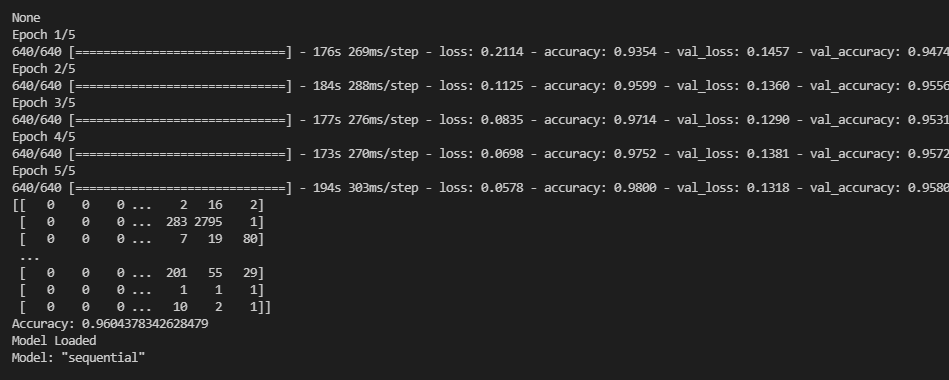 None
Epoch 1/5
640/640 [==============================] - 176s 269ms/step - loss: 0.2114 - accuracy: 0.9354 - val_loss: 0.1457 - val_accuracy: 0.9474
Epoch 2/5
640/640 [==============================] - 184s 288ms/step - loss: 0.1125 - accuracy: 0.9599 - val_loss: 0.1360 - val_accuracy: 0.9556
Epoch 3/5
640/640 [==============================] - 177s 276ms/step - loss: 0.0835 - accuracy: 0.9714 - val_loss: 0.1290 - val_accuracy: 0.9531
Epoch 4/5
640/640 [==============================] - 173s 270ms/step - loss: 0.0698 - accuracy: 0.9752 - val_loss: 0.1381 - val_accuracy: 0.9572
Epoch 5/5
640/640 [==============================] - 194s 303ms/step - loss: 0.0578 - accuracy: 0.9800 - val_loss: 0.1318 - val_accuracy: 0.9580
[[   0    0    0 ...    2   16    2]
 [   0    0    0 ...  283 2795    1]
 [   0    0    0 ...    7   19   80]
 ...
 [   0    0    0 ...  201   55   29]
 [   0    0    0 ...    1    1    1]
 [   0    0    0 ...   10    2    1]]
Accuracy: 0.9604378342628479
Model Loaded
Model: "sequential"